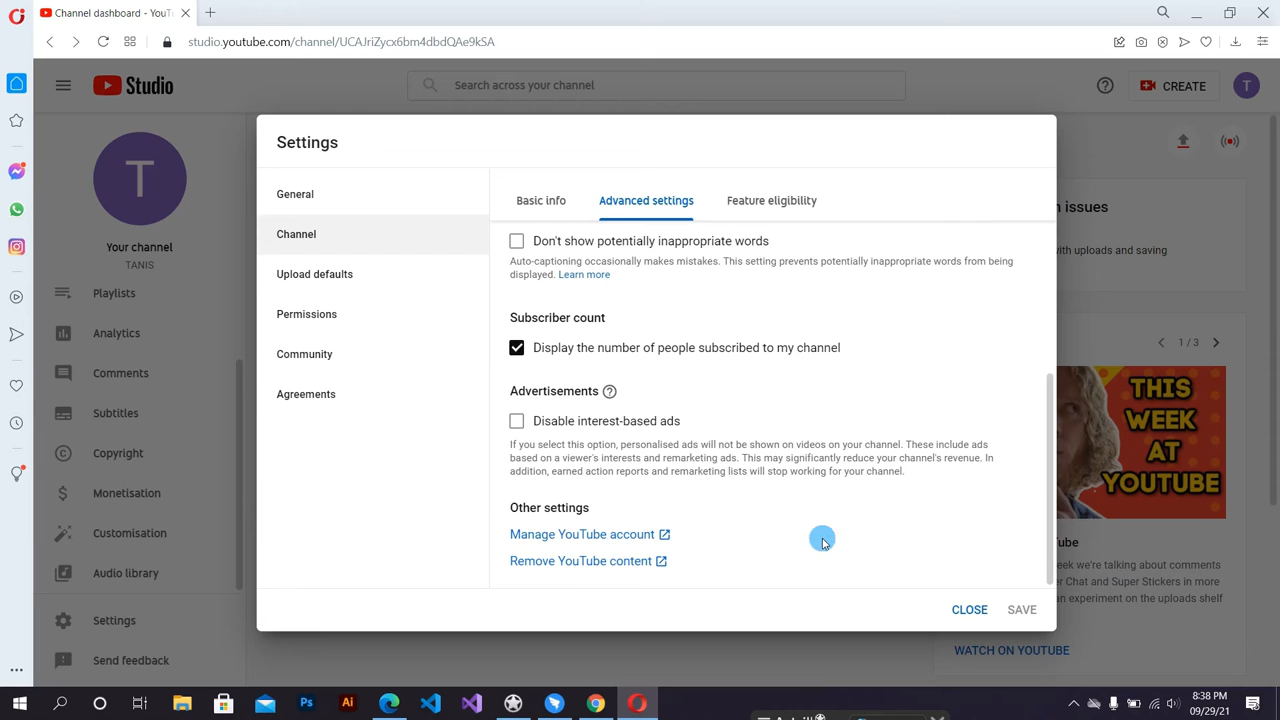 Channel dashboard - YouT
studio.youtube.com/channel/UCAJriZycx6bm4dbdQAe9kSA
Studio
Search across your channel
CREATE
T
T
Your channel
TANIS
Playlists
Analytics
Comments
Subtitles
Copyright
Monetisation
Customisation
Audio library
Settings
Send feedback
Settings
General
Channel
Upload defaults
Permissions
Community
Agreements
Basic info
Advanced settings
Feature eligibility
Don't show potentially inappropriate words
Auto-captioning occasionally makes mistakes. This setting prevents potentially inappropriate words from being
displayed. Learn more
Subscriber count
Display the number of people subscribed to my channel
Advertisements
Disable interest-based ads
If you select this option, personalised ads will not be shown on videos on your channel. These include ads
based on a viewer's interests and remarketing ads. This may significantly reduce your channel's revenue. In
addition, earned action reports and remarketing lists will stop working for your channel.
Other settings
Manage YouTube account
Remove YouTube content
CLOSE
SAVE
n issues
with uploads and saving
1 / 3
THIS
WEEK
AT
YOUTUBE
ube
eek we're talking about comments
r Chat and Super Stickers in more
an experiment on the uploads shelf
WATCH ON YOUTUBE
Ps
Ai
8:38 PM
09/29/21